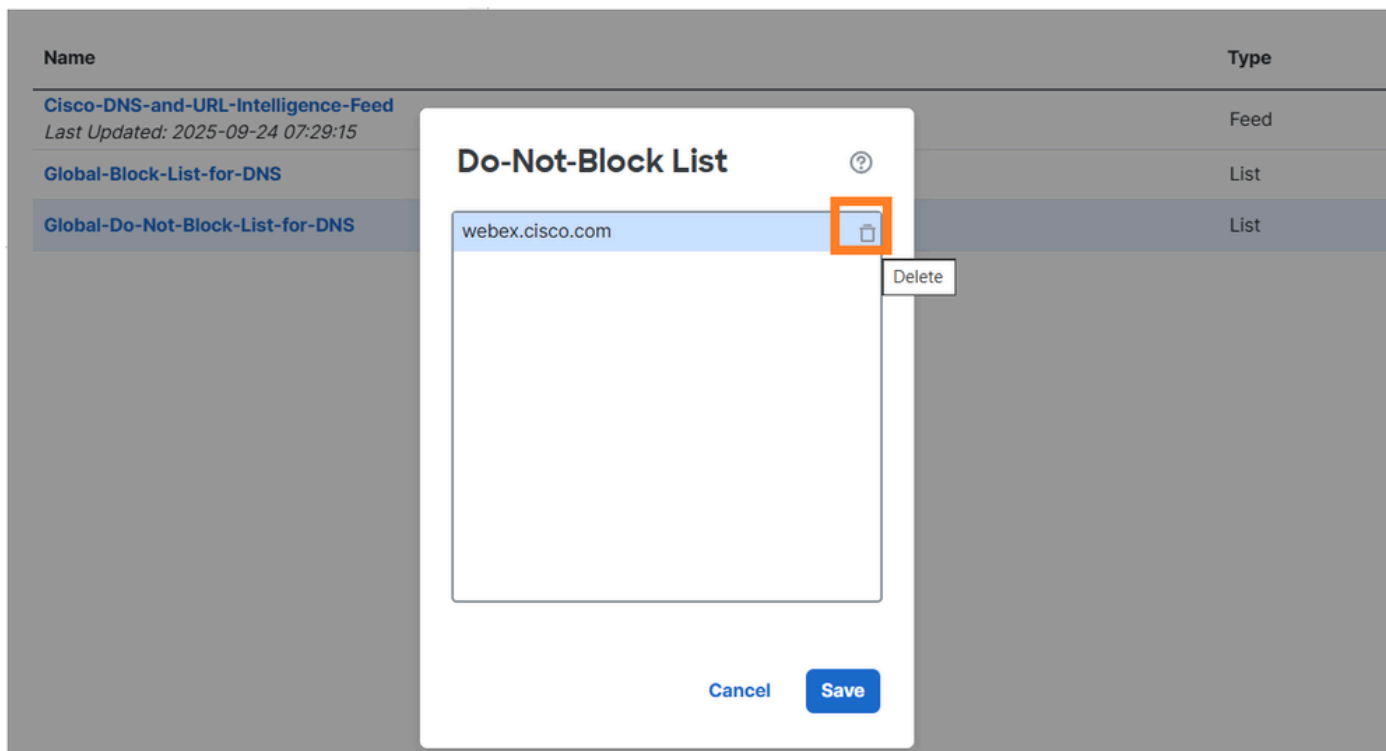 Name Type
Cisco-DNS-and-URL-Intelligence-Feed
Last Updated: 2025-09-24 07:29:15
Feed
Global-Block-List-for-DNS List
Global-Do-Not-Block-List-for-DNS List
Do-Not-Block List
webex.cisco.com
Delete
Cancel Save